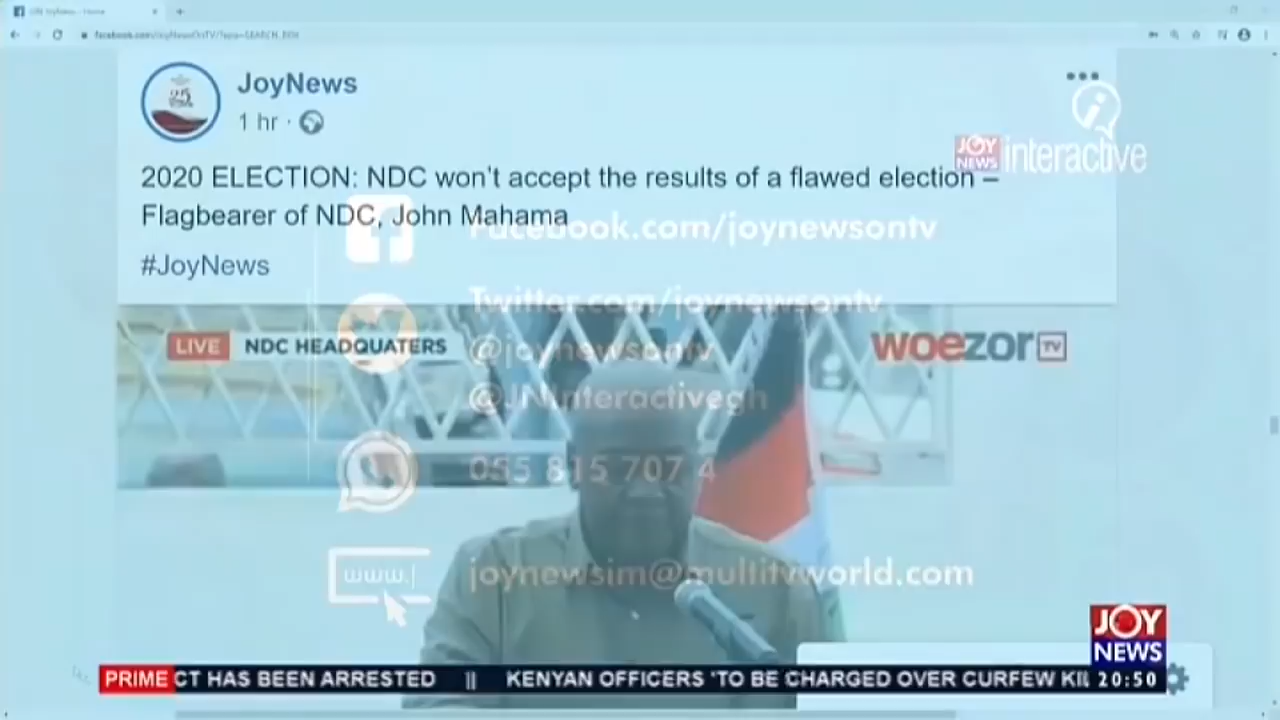 JoyNews
1 hr ·
JOY NEWS interactive
2020 ELECTION: NDC won't accept the results of a flawed election –
Flagbearer of NDC, John Mahama
#JoyNews
Facebook.com/joynewsontv
Twitter.com/joynewsontv
LIVE NDC HEADQUATERS
woezor TV
@joynewsontv
@JNinteractivegh
055 815 707 4
www.
joynewsim@multitvworld.com
JOY
NEWS
PRIME CT HAS BEEN ARRESTED || KENYAN OFFICERS 'TO BE CHARGED OVER CURFEW KIL 20:50